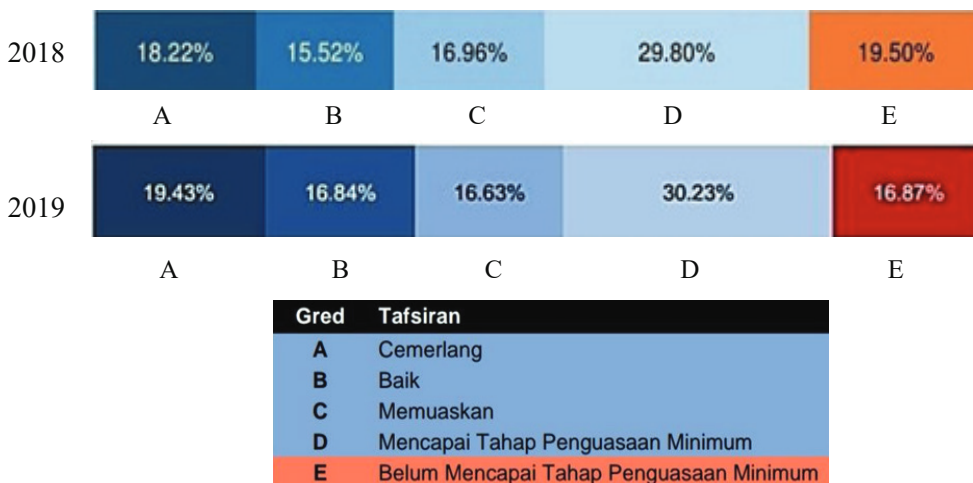 2018 18.22% 15.52% 16.96% 29.80% 19.50%
A B C D E
2019 19.43% 16.84% 16.63% 30.23% 16.87%
A B C D E
Gred Tafsiran
A Cemerlang
B Baik
C Memuaskan
D Mencapai Tahap Penguasaan Minimum
E Belum Mencapai Tahap Penguasaan Minimum